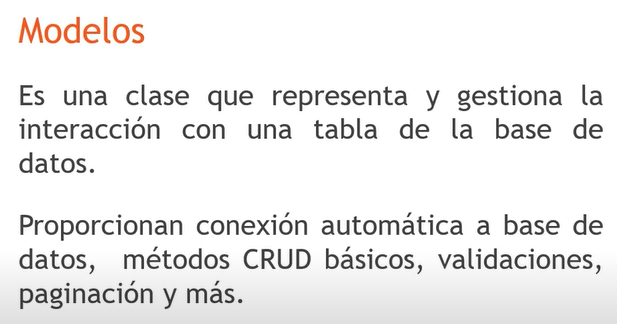 Modelos
Es una clase que representa y gestiona la
interacción con una tabla de la base de
datos.
Proporcionan conexión automática a base de
datos, métodos CRUD básicos, validaciones,
paginación y más.